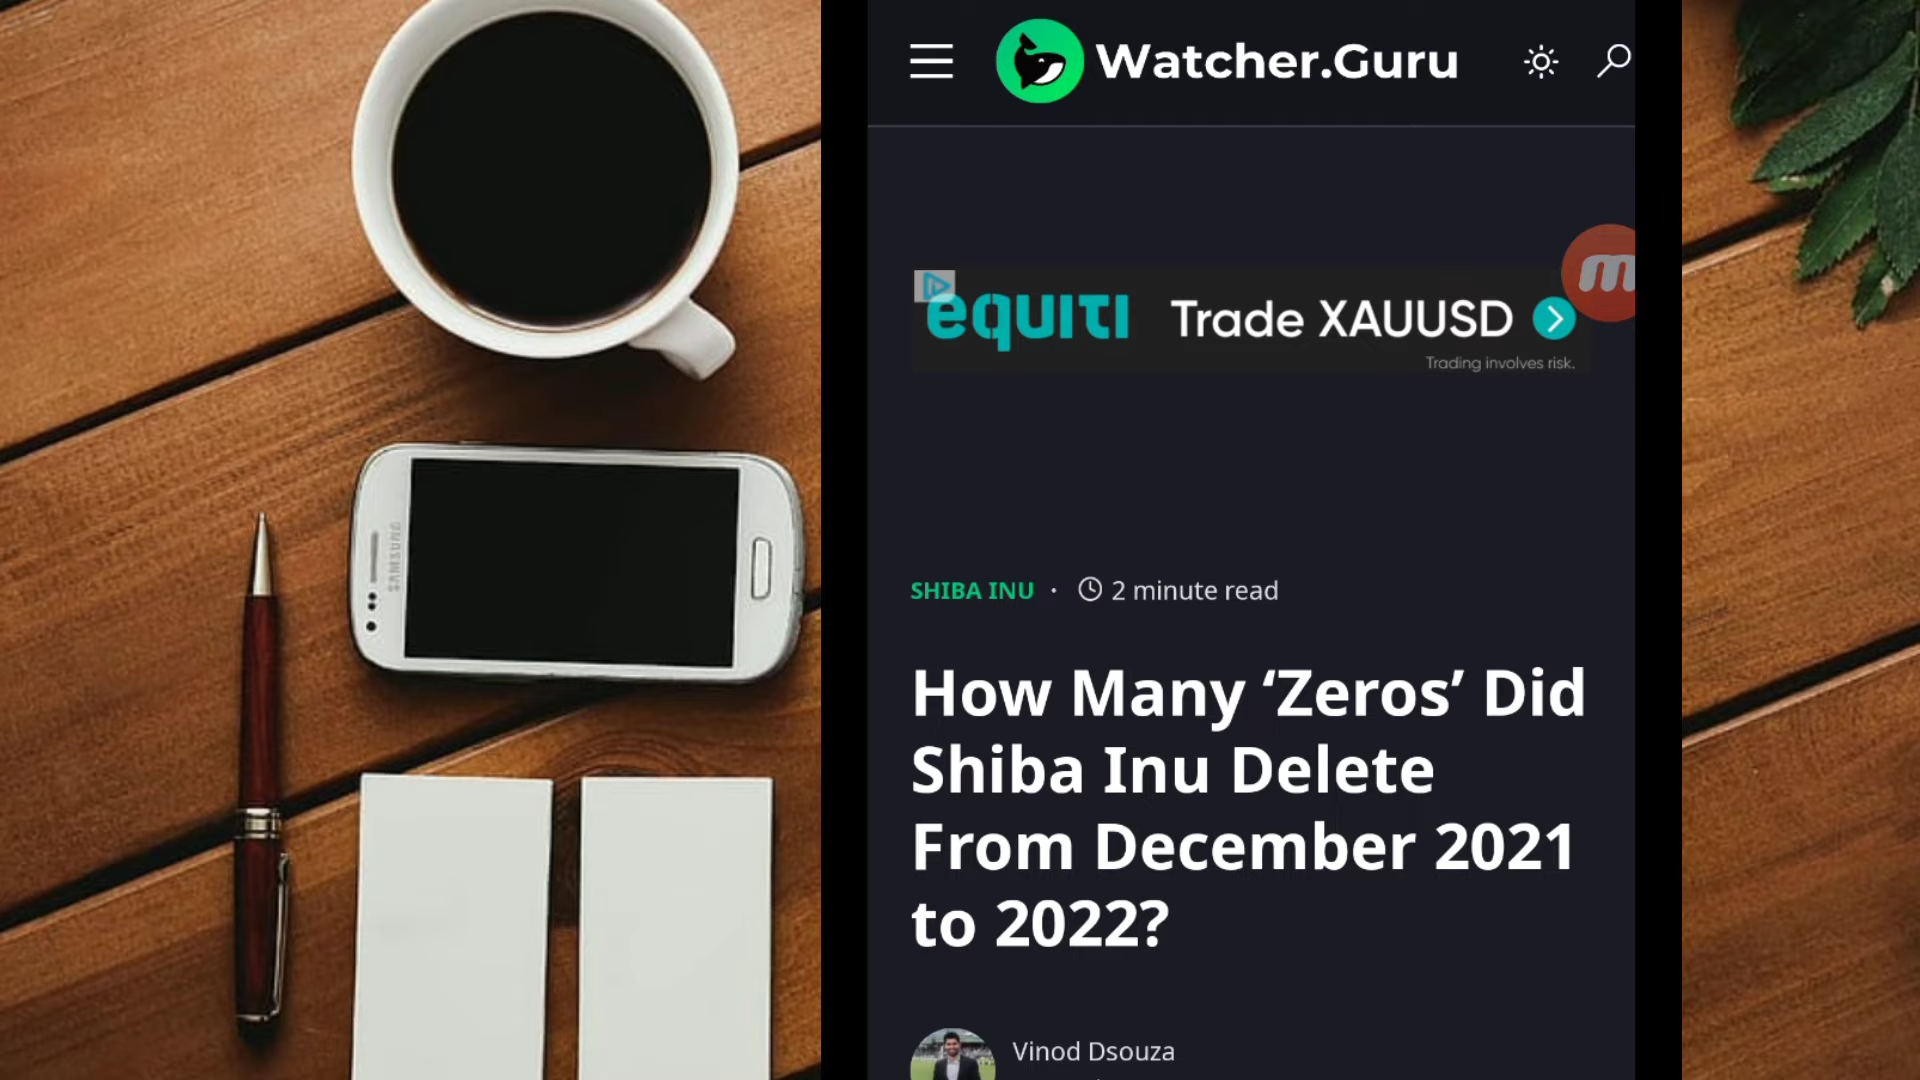 Watcher.Guru
equiti Trade XAUUSD
Trading involves risk.
SAMSUNG
SHIBA INU · 2 minute read
How Many ‘Zeros’ Did
Shiba Inu Delete
From December 2021
to 2022?
Vinod Dsouza